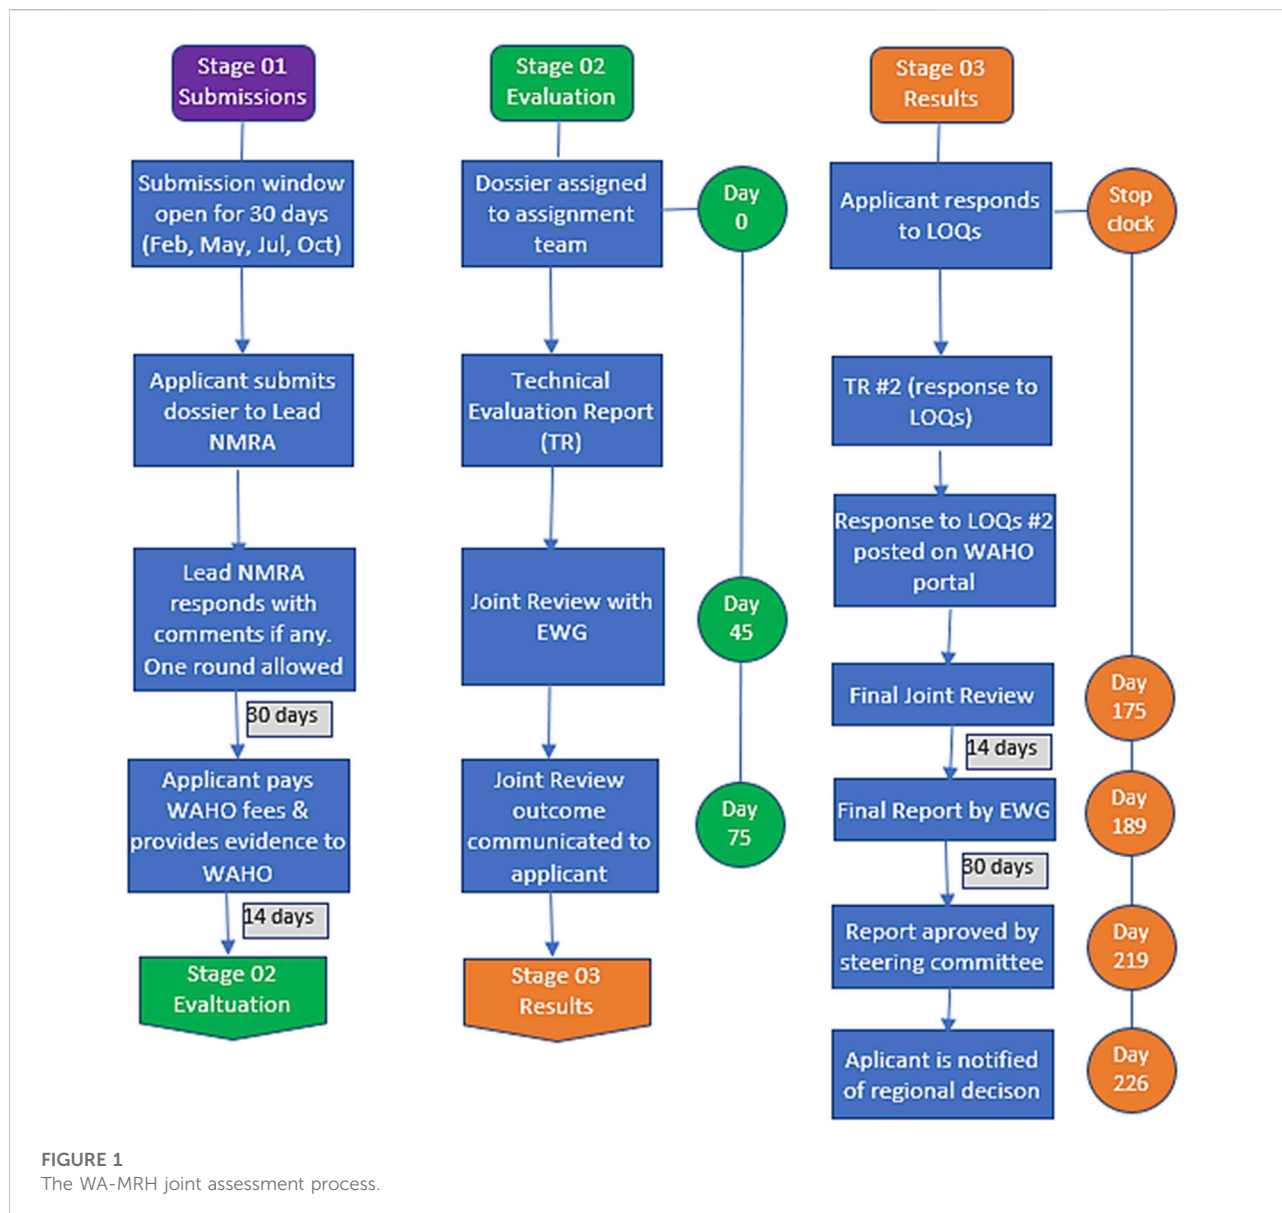 Stage 01
Submissions
Submission window
open for 30 days
(Feb, May, Jul, Oct)
Applicant submits
dossier to Lead
NMRA
Lead NMRA
responds with
comments if any.
One round allowed
30 days
Applicant pays
WAHO fees &
provides evidence to
WAHO
14 days
Stage 02
Evaltuation
Stage 02
Evaluation
Dossier assigned
to assignment
team
Day
0
Technical
Evaluation Report
(TR)
Joint Review with
EWG
Day
45
Joint Review
outcome
communicated to
applicant
Day
75
Stage 03
Results
Stage 03
Results
Applicant responds
to LOQs
Stop
clock
TR #2 (response to
LOQs)
Response to LOQs #2
posted on WAHO
portal
Final Joint Review
Day
175
14 days
Final Report by EWG
Day
189
30 days
Report aproved by
steering committee
Day
219
Aplicant is notified
of regional decison
Day
226
FIGURE 1
The WA-MRH joint assessment process.